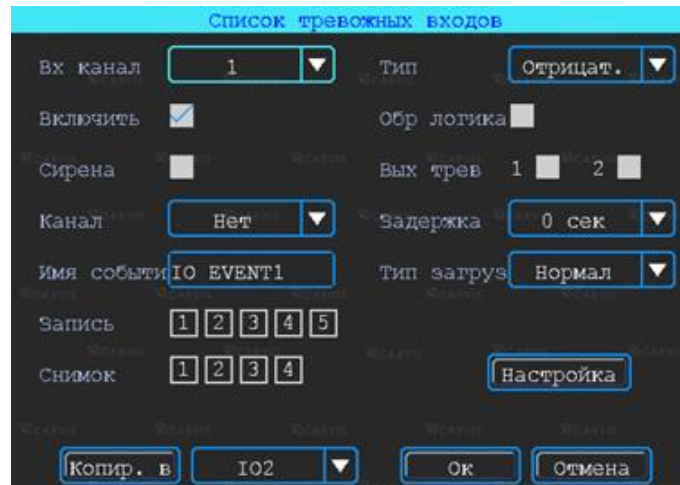 Список тревожных входов
Вх канал 1 Тип Отрицат.
Включить Обр логика
Сирена Вых трев 1 2
Канал Нет Задержка 0 сек
Имя событи IO EVENT1 Тип загруз Нормал
Запись 1 2 3 4 5
Снимок 1 2 3 4 Настройка
Копир. в IO2 Ок Отмена